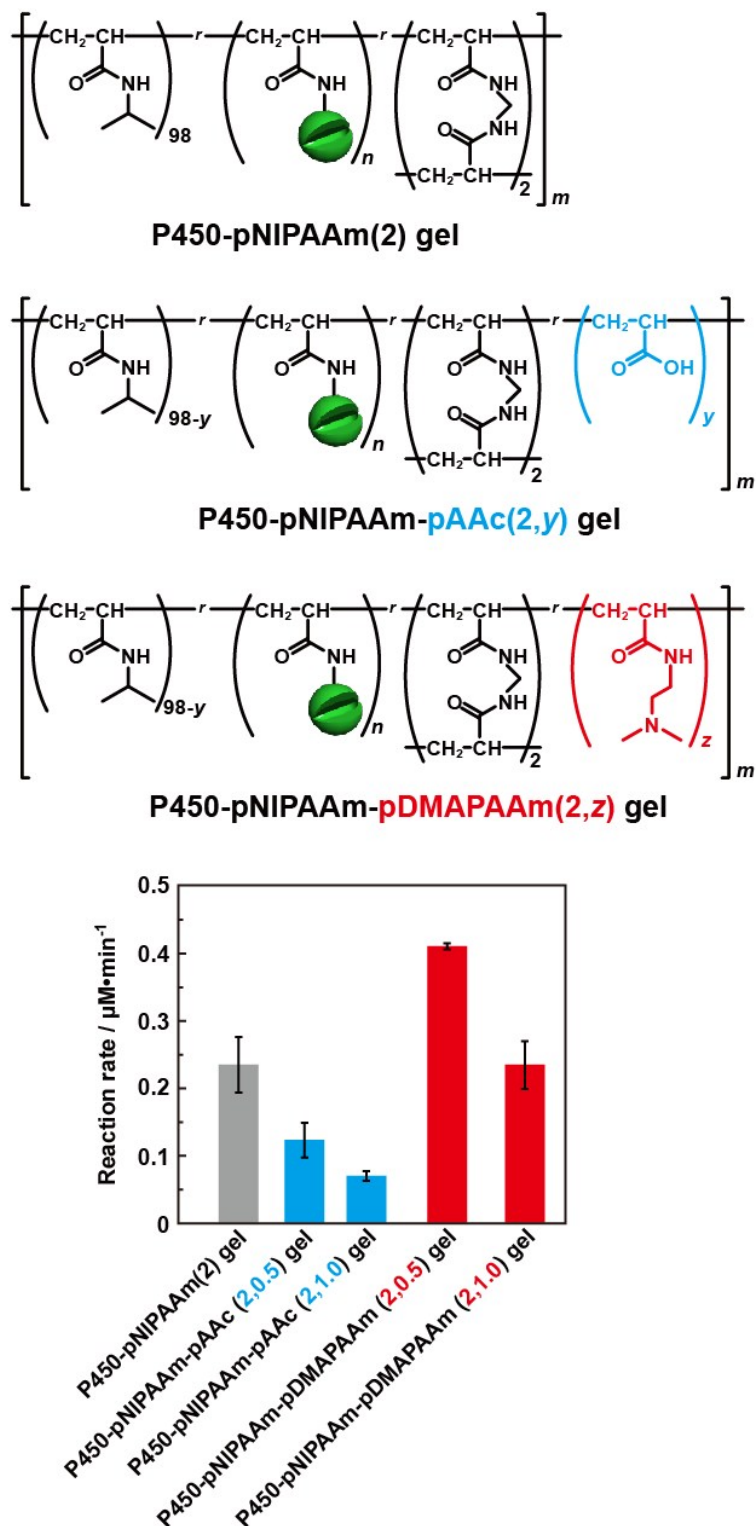 CH₂-CH r CH₂-CH r CH₂-CH
O NH O NH O NH
98 n O NH
CH₂-CH 2 m
P450-pNIPAAm(2) gel
CH₂-CH r CH₂-CH r CH₂-CH r CH₂-CH
O NH O NH O NH O OH
98-y n O NH y
CH₂-CH 2 m
P450-pNIPAAm-pAAc(2,y) gel
CH₂-CH r CH₂-CH r CH₂-CH r CH₂-CH
O NH O NH O NH O NH
98-y n O NH N z
CH₂-CH 2 m
P450-pNIPAAm-pDMAPAAm(2,z) gel
Reaction rate / µM•min⁻¹
0.5
0.4
0.3
0.2
0.1
0
P450-pNIPAAm(2) gel
P450-pNIPAAm-pAAc (2,0.5) gel
P450-pNIPAAm-pAAc (2,1.0) gel
P450-pNIPAAm-pDMAPAAm (2,0.5) gel
P450-pNIPAAm-pDMAPAAm (2,1.0) gel